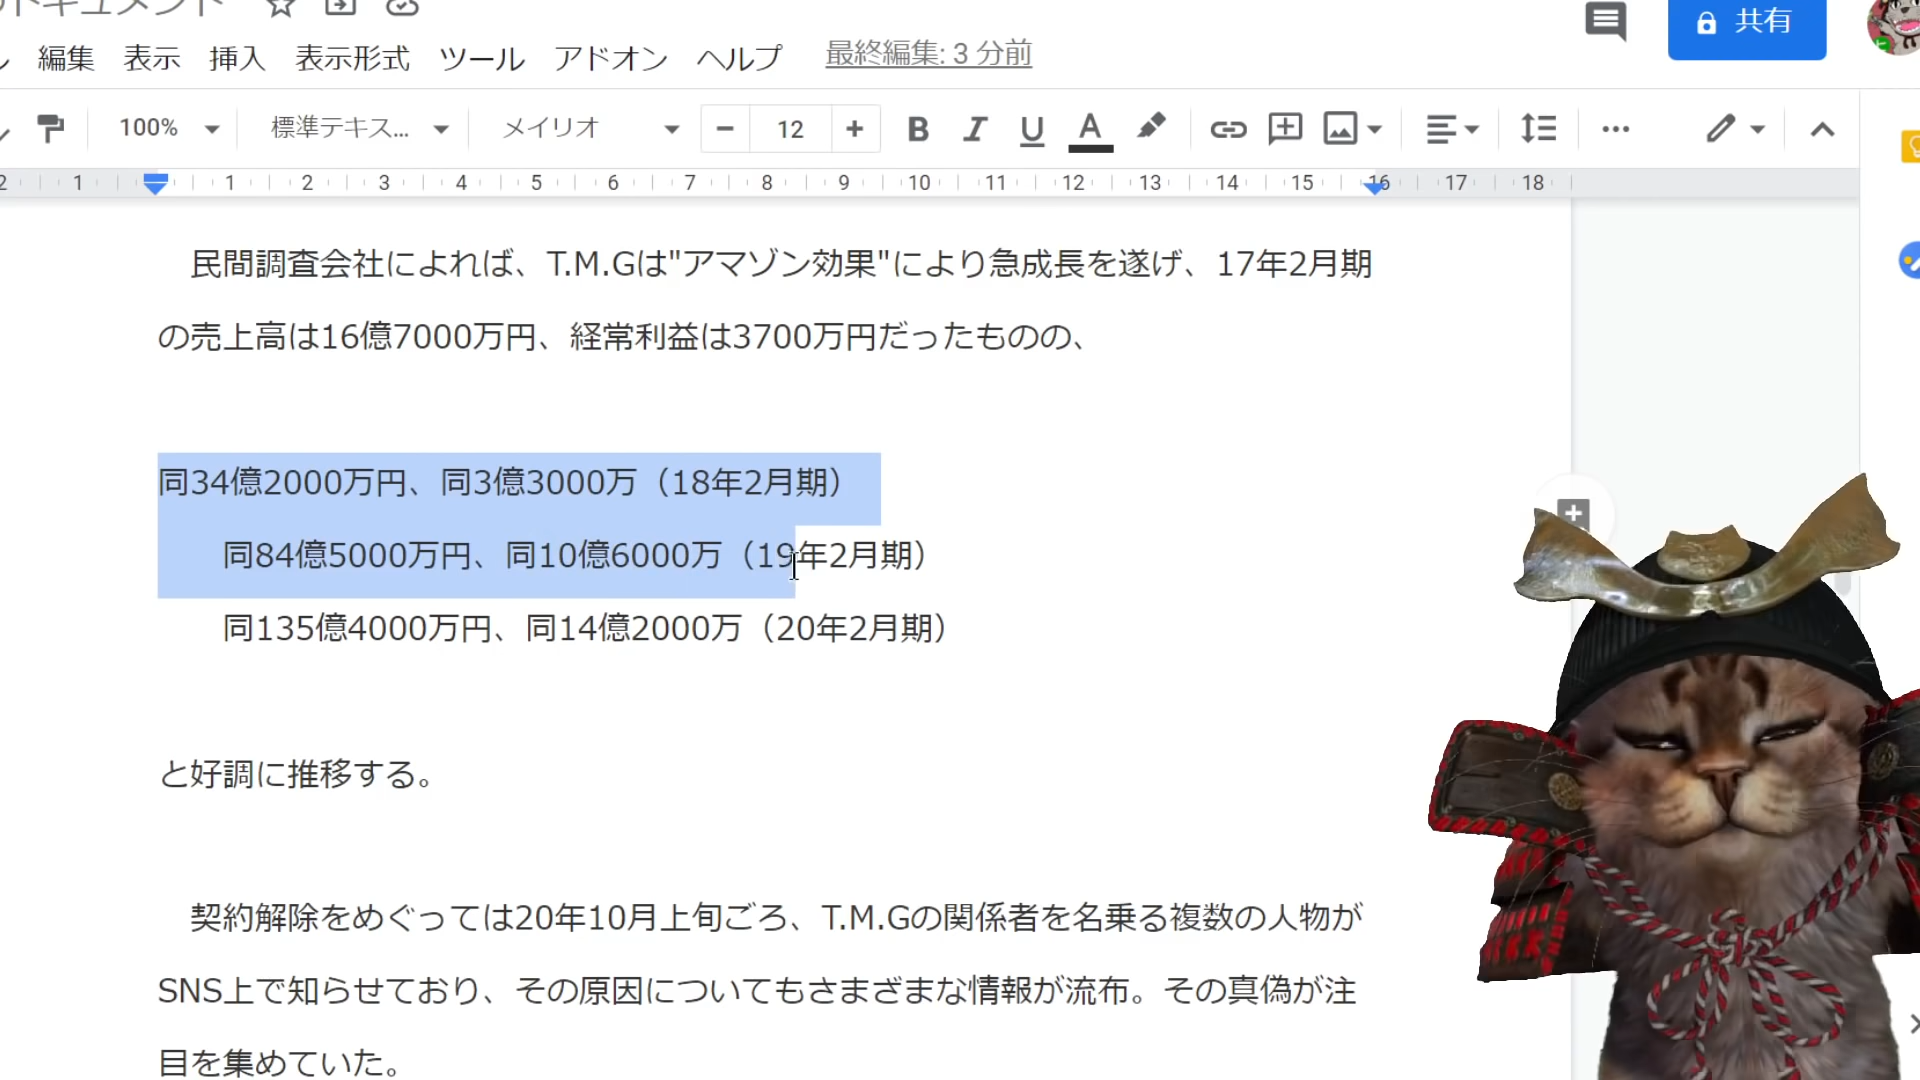 ドキュメント
編集 表示 挿入 表示形式 ツール アドオン ヘルプ 最終編集: 3 分前
共有
100% 標準テキス... メイリオ 12 B I U A
2 1 1 2 3 4 5 6 7 8 9 10 11 12 13 14 15 16 17 18
民間調査会社によれば、T.M.Gは"アマゾン効果"により急成長を遂げ、17年2月期
の売上高は16億7000万円、経常利益は3700万円だったものの、
同34億2000万円、同3億3000万（18年2月期）
同84億5000万円、同10億6000万（19年2月期）
同135億4000万円、同14億2000万（20年2月期）
と好調に推移する。
契約解除をめぐっては20年10月上旬ごろ、T.M.Gの関係者を名乗る複数の人物が
SNS上で知らせており、その原因についてもさまざまな情報が流布。その真偽が注
目を集めていた。